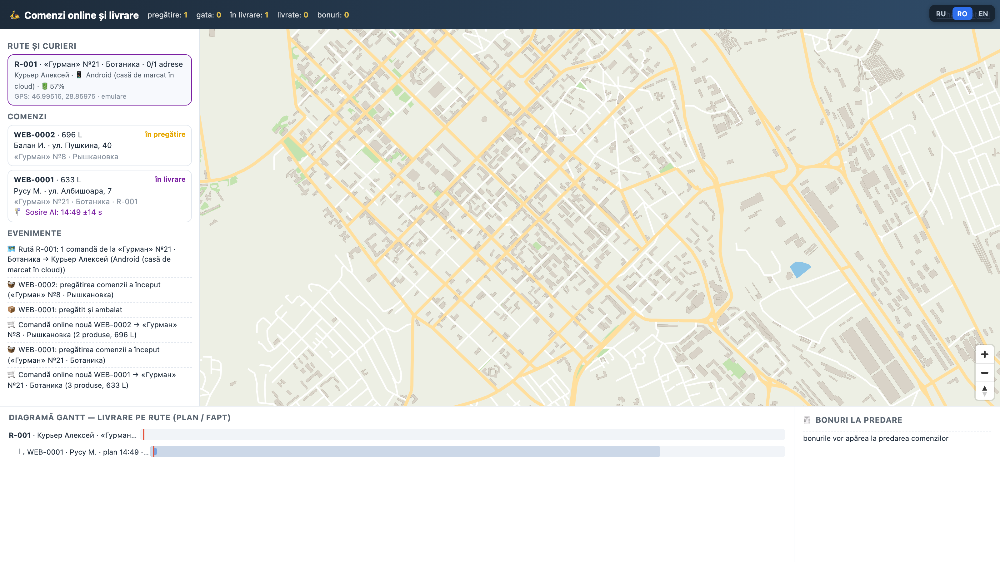 Comenzi online și livrare pregătire: 1 gata: 0 în livrare: 1 livrate: 0 bonuri: 0
RU RO EN
RUTE ȘI CURIERI
R-001 · «Гурман» №21 · Ботаника · 0/1 adrese
Курьер Алексей · Android (casă de marcat în
cloud) · 57%
GPS: 46.99516, 28.85975 · emulare
COMENZI
WEB-0002 · 696 L în pregătire
Балан И. · ул. Пушкина, 40
«Гурман» №8 · Рышкановка
WEB-0001 · 633 L în livrare
Русу М. · ул. Албишоара, 7
«Гурман» №21 · Ботаника · R-001
Sosire AI: 14:49 ±14 s
EVENIMENTE
Rută R-001: 1 comandă de la «Гурман» №21 ·
Ботаника → Курьер Алексей (Android (casă de
marcat în cloud))
WEB-0002: pregătirea comenzii a început
(«Гурман» №8 · Рышкановка)
WEB-0001: pregătit și ambalat
Comandă online nouă WEB-0002 → «Гурман»
№8 · Рышкановка (2 produse, 696 L)
WEB-0001: pregătirea comenzii a început
(«Гурман» №21 · Ботаника)
Comandă online nouă WEB-0001 → «Гурман»
№21 · Ботаника (3 produse, 633 L)
DIAGRAMĂ GANTT — LIVRARE PE RUTE (PLAN / FAPT)
R-001 · Курьер Алексей · «Гурман...
↳ WEB-0001 · Русу М. · plan 14:49 ·...
BONURI LA PREDARE
bonurile vor apărea la predarea comenzilor